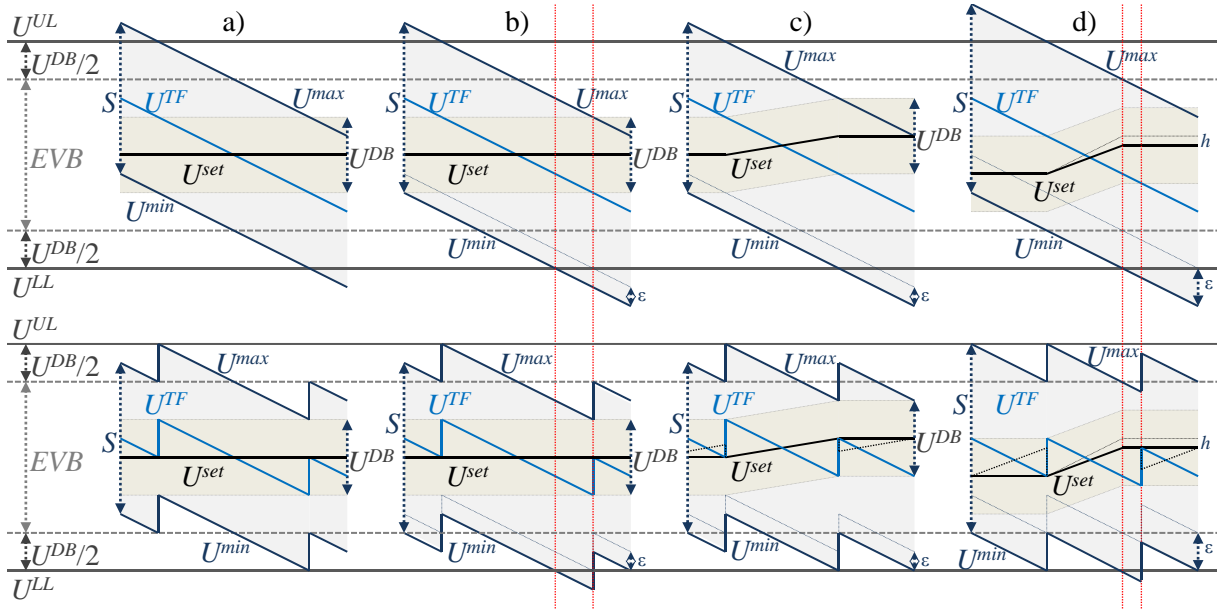 a) b) c) d)
U^UL
U^DB/2
S U^TF U^max U^TF U^max U^TF U^max S U^TF U^max
EVB U^set U^DB U^set U^DB U^set U^DB U^set h
U^min U^min U^min U^min
U^DB/2
U^LL ε ε ε
U^UL
U^DB/2 U^max U^max U^max U^max
U^TF U^TF U^TF U^TF
S S S S
EVB U^set U^DB U^set U^DB U^set U^DB U^set h
U^DB/2 U^min U^min U^min U^min ε ε ε
U^LL